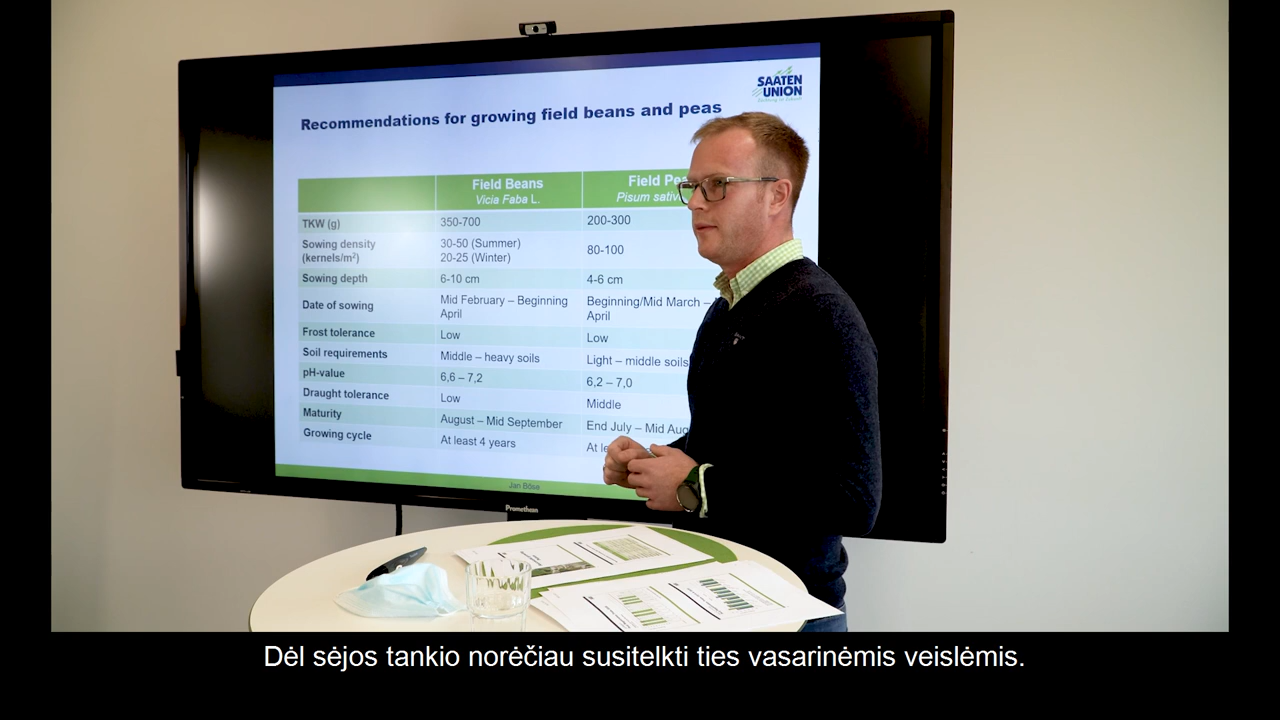 SAATEN
UNION
Recommendations for growing field beans and peas
Field Beans
Vicia Faba L.
Field
Pisum
TKW (g)
350-700
200-300
Sowing density
(kernels/m²)
30-50 (Summer)
20-25 (Winter)
80-100
Sowing depth
6-10 cm
4-6 cm
Date of sowing
Mid February – Beginning
April
Beginning/Mid March –
April
Frost tolerance
Low
Low
Soil requirements
Middle – heavy soils
Light – middle soils
pH-value
6,6 – 7,2
6,2 – 7,0
Draught tolerance
Low
Middle
Maturity
August – Mid September
End July – Mid Aug
Growing cycle
At least 4 years
At
Jan Böse
Promethean
Dėl sėjos tankio norėčiau susitelkti ties vasarinėmis veislėmis.